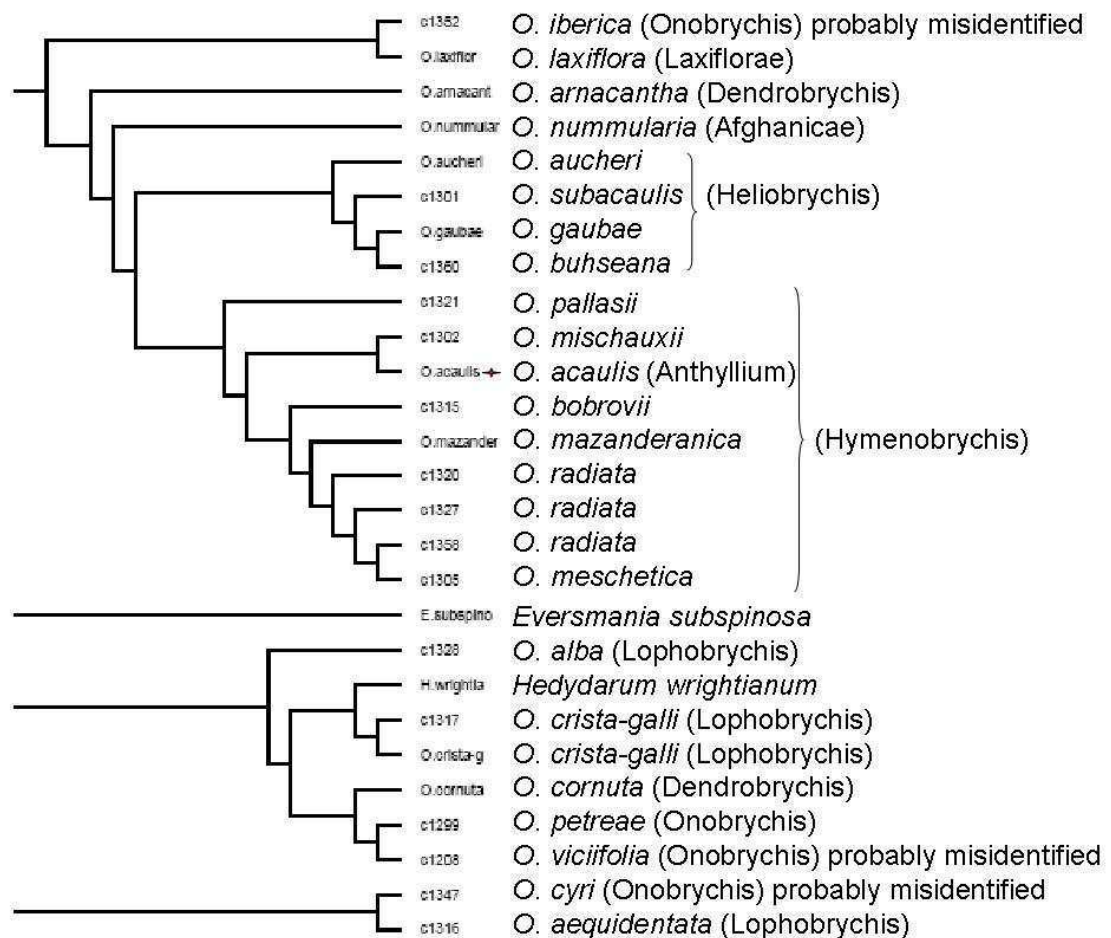 c1352 O. iberica (Onobrychis) probably misidentified
O.laxiflor O. laxiflora (Laxiflorae)
O.arnacant O. arnacantha (Dendrobrychis)
O.nummular O. nummularia (Afghanicae)
O.aucheri O. aucheri
c1301 O. subacaulis (Heliobrychis)
O.gaubae O. gaubae
c1360 O. buhseana
c1321 O. pallasii
c1302 O. mischauxii
O.acaulis O. acaulis (Anthyllium)
c1315 O. bobrovii
O.mazander O. mazanderanica (Hymenobrychis)
c1320 O. radiata
c1327 O. radiata
c1358 O. radiata
c1305 O. meschetica
E.subspino Eversmania subspinosa
c1328 O. alba (Lophobrychis)
H.wrightia Hedydarum wrightianum
c1317 O. crista-galli (Lophobrychis)
O.crista-g O. crista-galli (Lophobrychis)
O.cornuta O. cornuta (Dendrobrychis)
c1299 O. petreae (Onobrychis)
c1208 O. viciifolia (Onobrychis) probably misidentified
c1347 O. cyri (Onobrychis) probably misidentified
c1316 O. aequidentata (Lophobrychis)